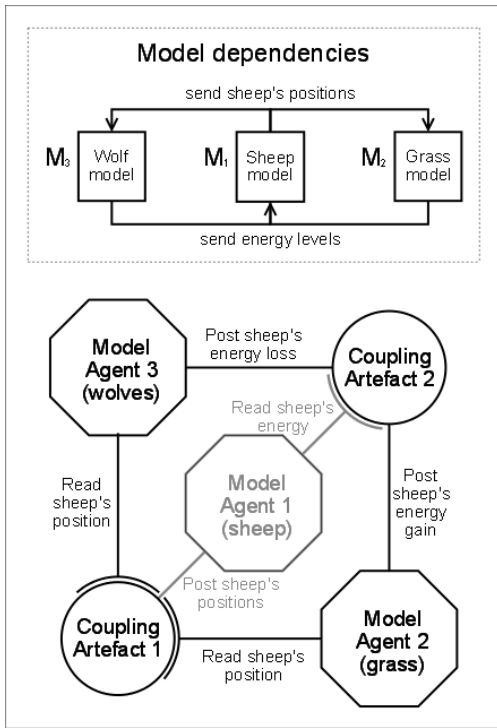 Model dependencies
send sheep's positions
M₃
Wolf
model
M₁
Sheep
model
M₂
Grass
model
send energy levels
Model
Agent 3
(wolves)
Post sheep's
energy loss
Coupling
Artefact 2
Read sheep's
energy
Model
Agent 1
(sheep)
Read
sheep's
position
Post
sheep's
energy
gain
Post sheep's
positions
Coupling
Artefact 1
Read sheep's
position
Model
Agent 2
(grass)